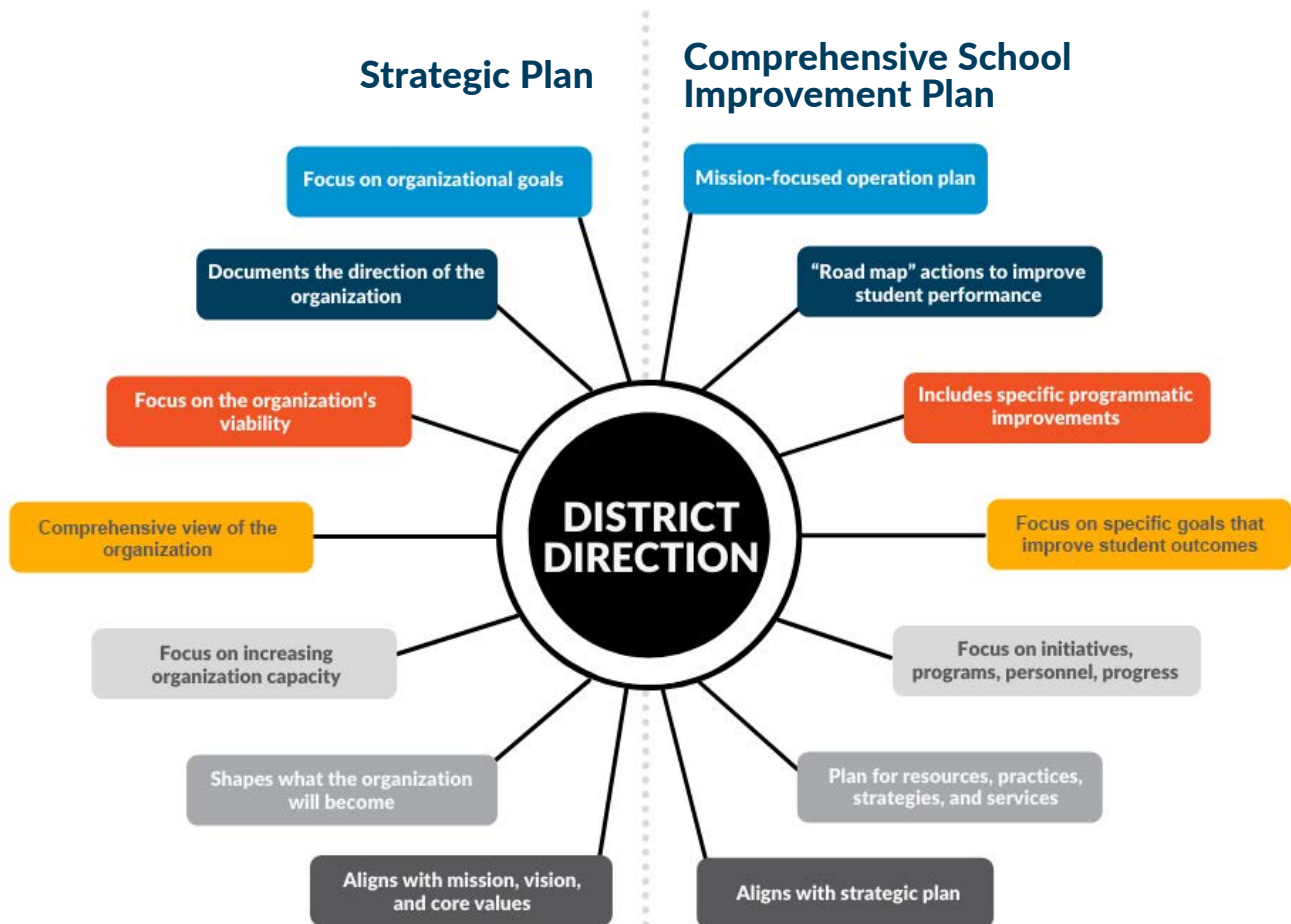 Strategic Plan
Comprehensive School
Improvement Plan
Focus on organizational goals
Documents the direction of the
organization
Focus on the organization's
viability
Comprehensive view of the
organization
Focus on increasing
organization capacity
Shapes what the organization
will become
Aligns with mission, vision,
and core values
DISTRICT
DIRECTION
Mission-focused operation plan
“Road map” actions to improve
student performance
Includes specific programmatic
improvements
Focus on specific goals that
improve student outcomes
Focus on initiatives,
programs, personnel, progress
Plan for resources, practices,
strategies, and services
Aligns with strategic plan